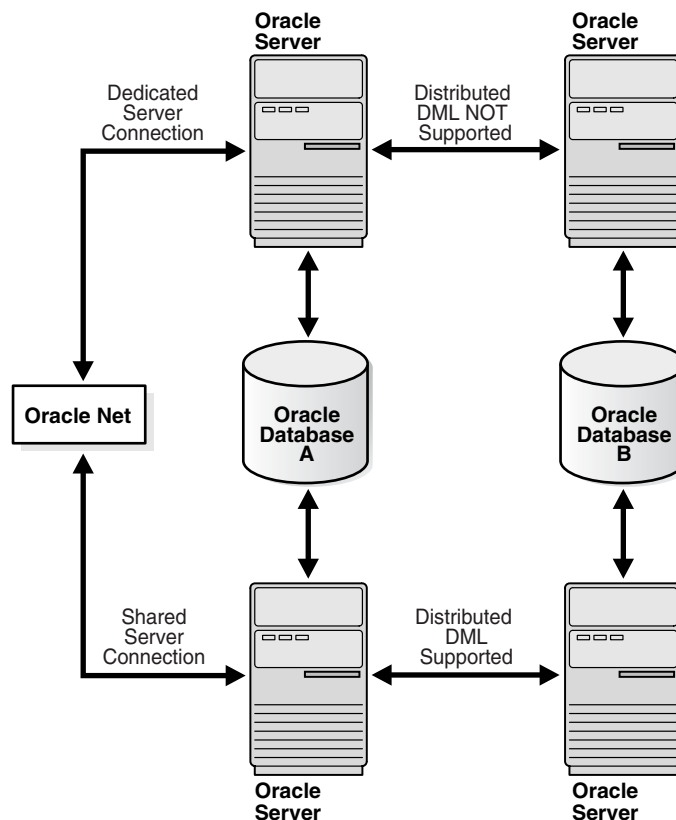 Oracle
Server
Oracle
Server
Dedicated
Server
Connection
Distributed
DML NOT
Supported
Oracle Net
Oracle
Database
A
Oracle
Database
B
Shared
Server
Connection
Distributed
DML
Supported
Oracle
Server
Oracle
Server